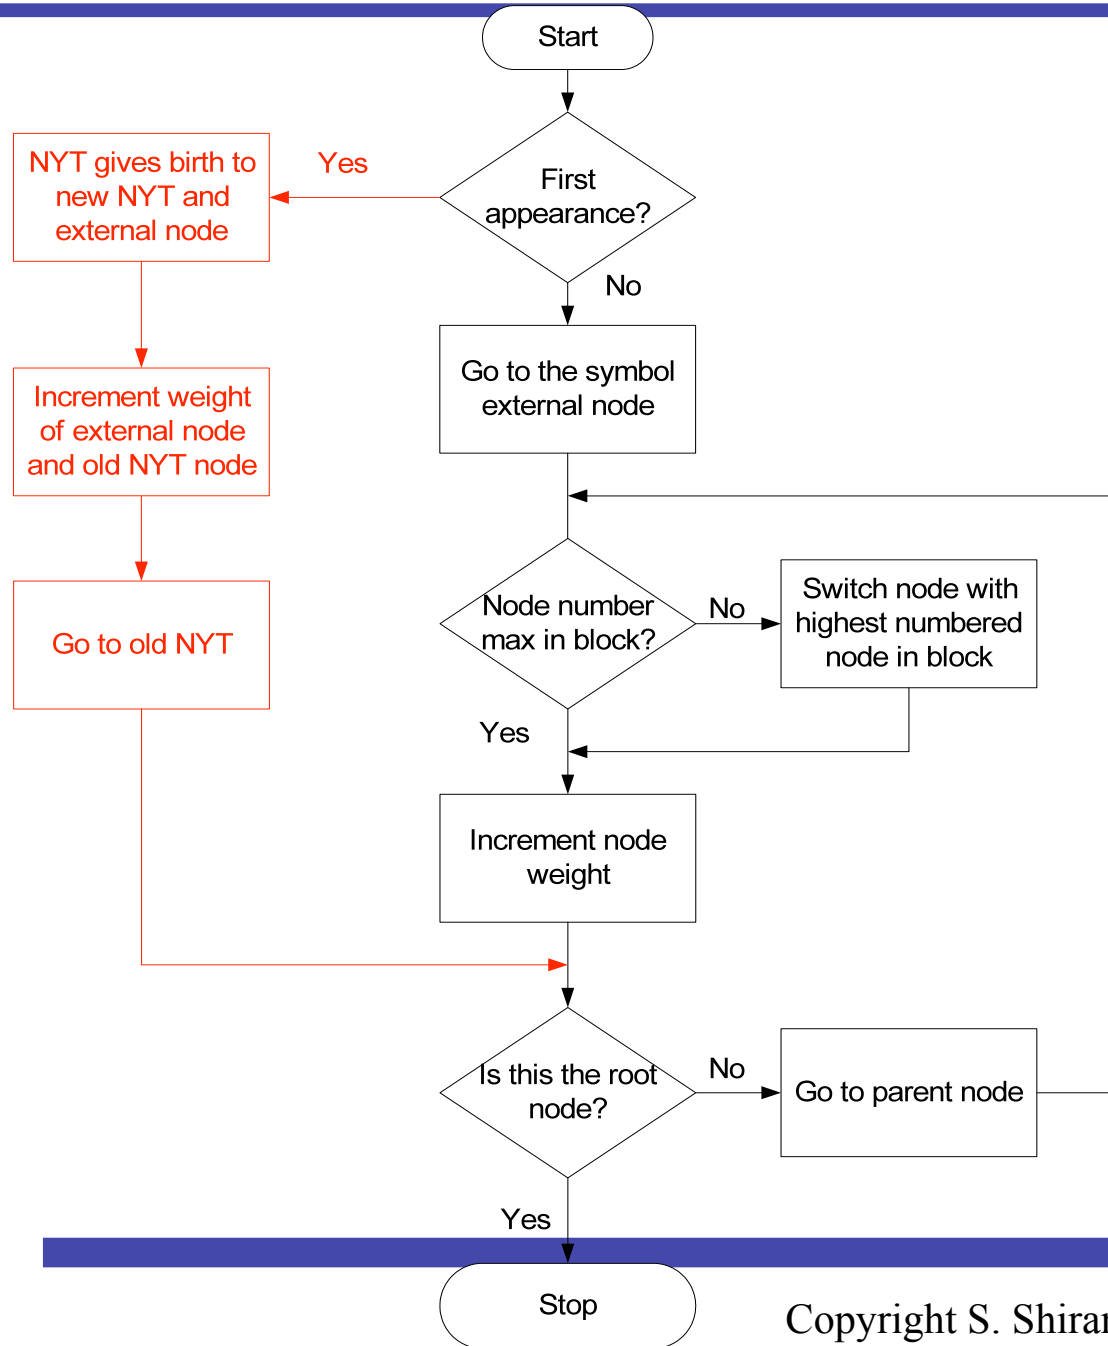 Start
First
appearance?
Yes
NYT gives birth to
new NYT and
external node
No
Increment weight
of external node
and old NYT node
Go to the symbol
external node
Go to old NYT
Node number
max in block?
No
Switch node with
highest numbered
node in block
Yes
Increment node
weight
Is this the root
node?
No
Go to parent node
Yes
Stop
Copyright S. Shiran